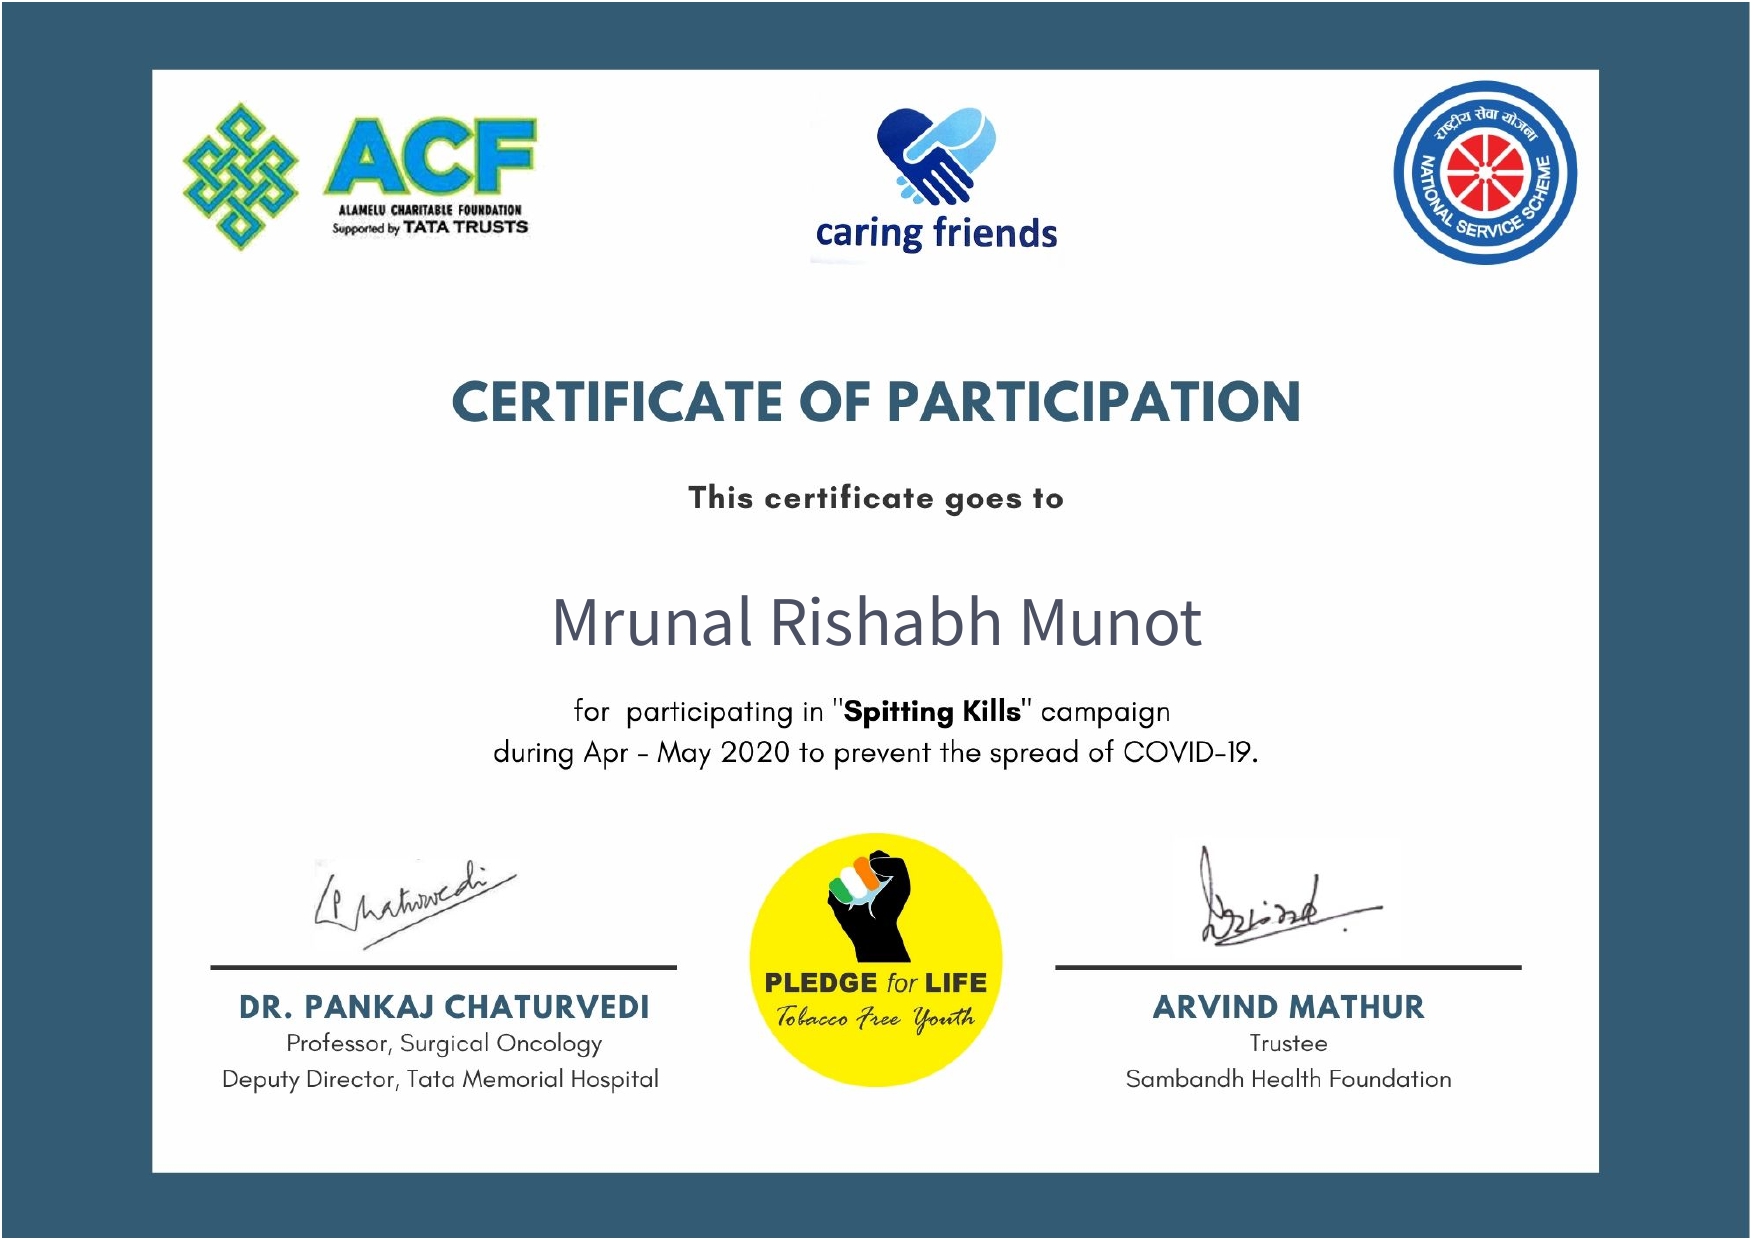 ACF
ALAMELU CHARITABLE FOUNDATION
Supported by TATA TRUSTS
caring friends
राष्ट्रीय सेवा योजना
NATIONAL SERVICE SCHEME
CERTIFICATE OF PARTICIPATION
This certificate goes to
Mrunal Rishabh Munot
for participating in "Spitting Kills" campaign
during Apr - May 2020 to prevent the spread of COVID-19.
DR. PANKAJ CHATURVEDI
Professor, Surgical Oncology
Deputy Director, Tata Memorial Hospital
PLEDGE for LIFE
Tobacco Free Youth
ARVIND MATHUR
Trustee
Sambandh Health Foundation